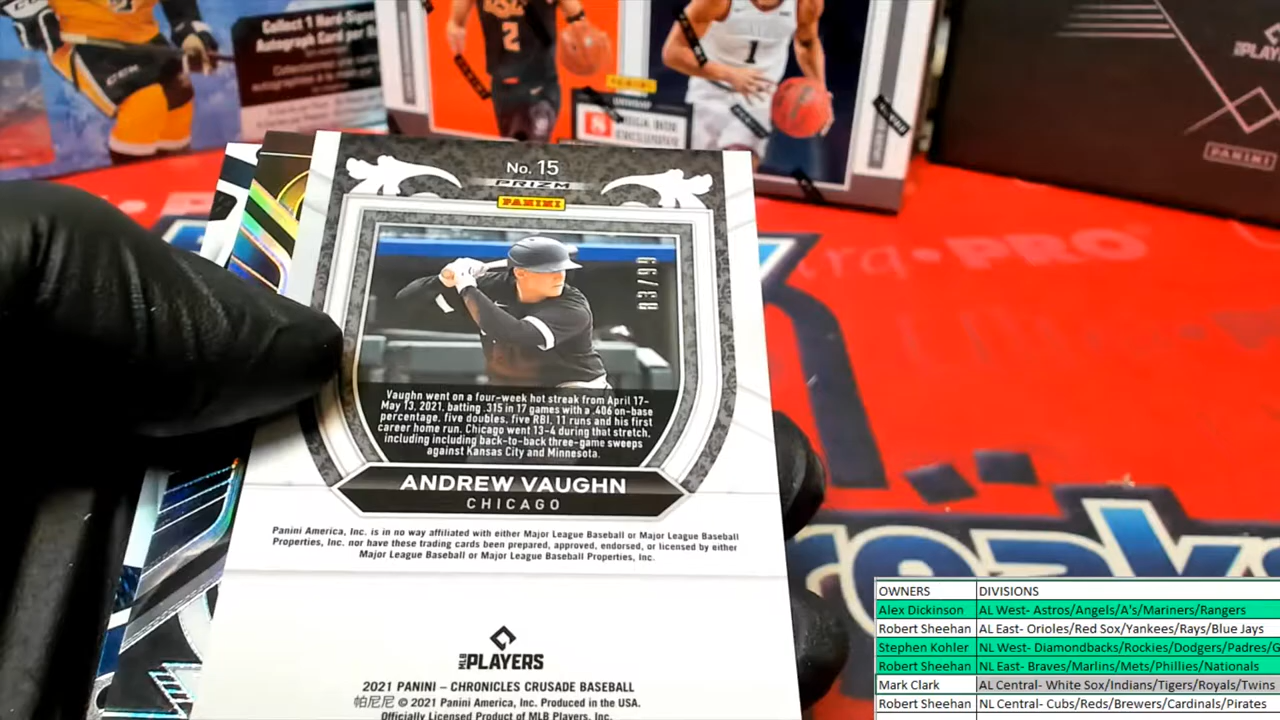 Collect 1 Hard-Signed
Autograph Card per B
2
1
PANINI
MEGA BOX
EXCLUSIVE
PANINI
PRO
No. 15
PRIZM
PANINI
83/99
Vaughn went on a four-week hot streak from April 17-
May 13, 2021, batting .315 in 17 games with a .406 on-base
percentage, five doubles, five RBI, 11 runs and his first
career home run. Chicago went 13-4 during that stretch,
including including back-to-back three-game sweeps
against Kansas City and Minnesota.
ANDREW VAUGHN
CHICAGO
Panini America, Inc. is in no way affiliated with either Major League Baseball or Major League Baseball
Properties, Inc. nor have these trading cards been prepared, approved, endorsed, or licensed by either
Major League Baseball or Major League Baseball Properties, Inc.
MLB PLAYERS
2021 PANINI – CHRONICLES CRUSADE BASEBALL
帕尼尼 © 2021 Panini America, Inc. Produced in the USA.
Officially Licensed Product of MLB Players, Inc.
OWNERS DIVISIONS
Alex Dickinson AL West- Astros/Angels/A's/Mariners/Rangers
Robert Sheehan AL East- Orioles/Red Sox/Yankees/Rays/Blue Jays
Stephen Kohler NL West- Diamondbacks/Rockies/Dodgers/Padres/G
Robert Sheehan NL East- Braves/Marlins/Mets/Phillies/Nationals
Mark Clark AL Central- White Sox/Indians/Tigers/Royals/Twins
Robert Sheehan NL Central- Cubs/Reds/Brewers/Cardinals/Pirates